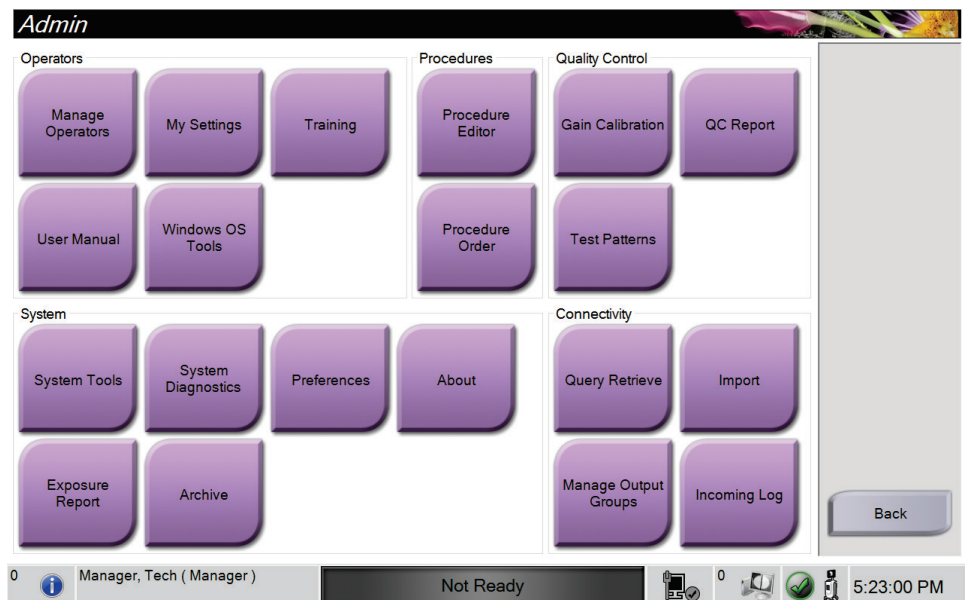 Admin
Operators
Manage
Operators
My Settings
Training
User Manual
Windows OS
Tools
Procedures
Procedure
Editor
Procedure
Order
Quality Control
Gain Calibration
QC Report
Test Patterns
System
System Tools
System
Diagnostics
Preferences
About
Exposure
Report
Archive
Connectivity
Query Retrieve
Import
Manage Output
Groups
Incoming Log
Back
0
Manager, Tech ( Manager )
Not Ready
0
5:23:00 PM